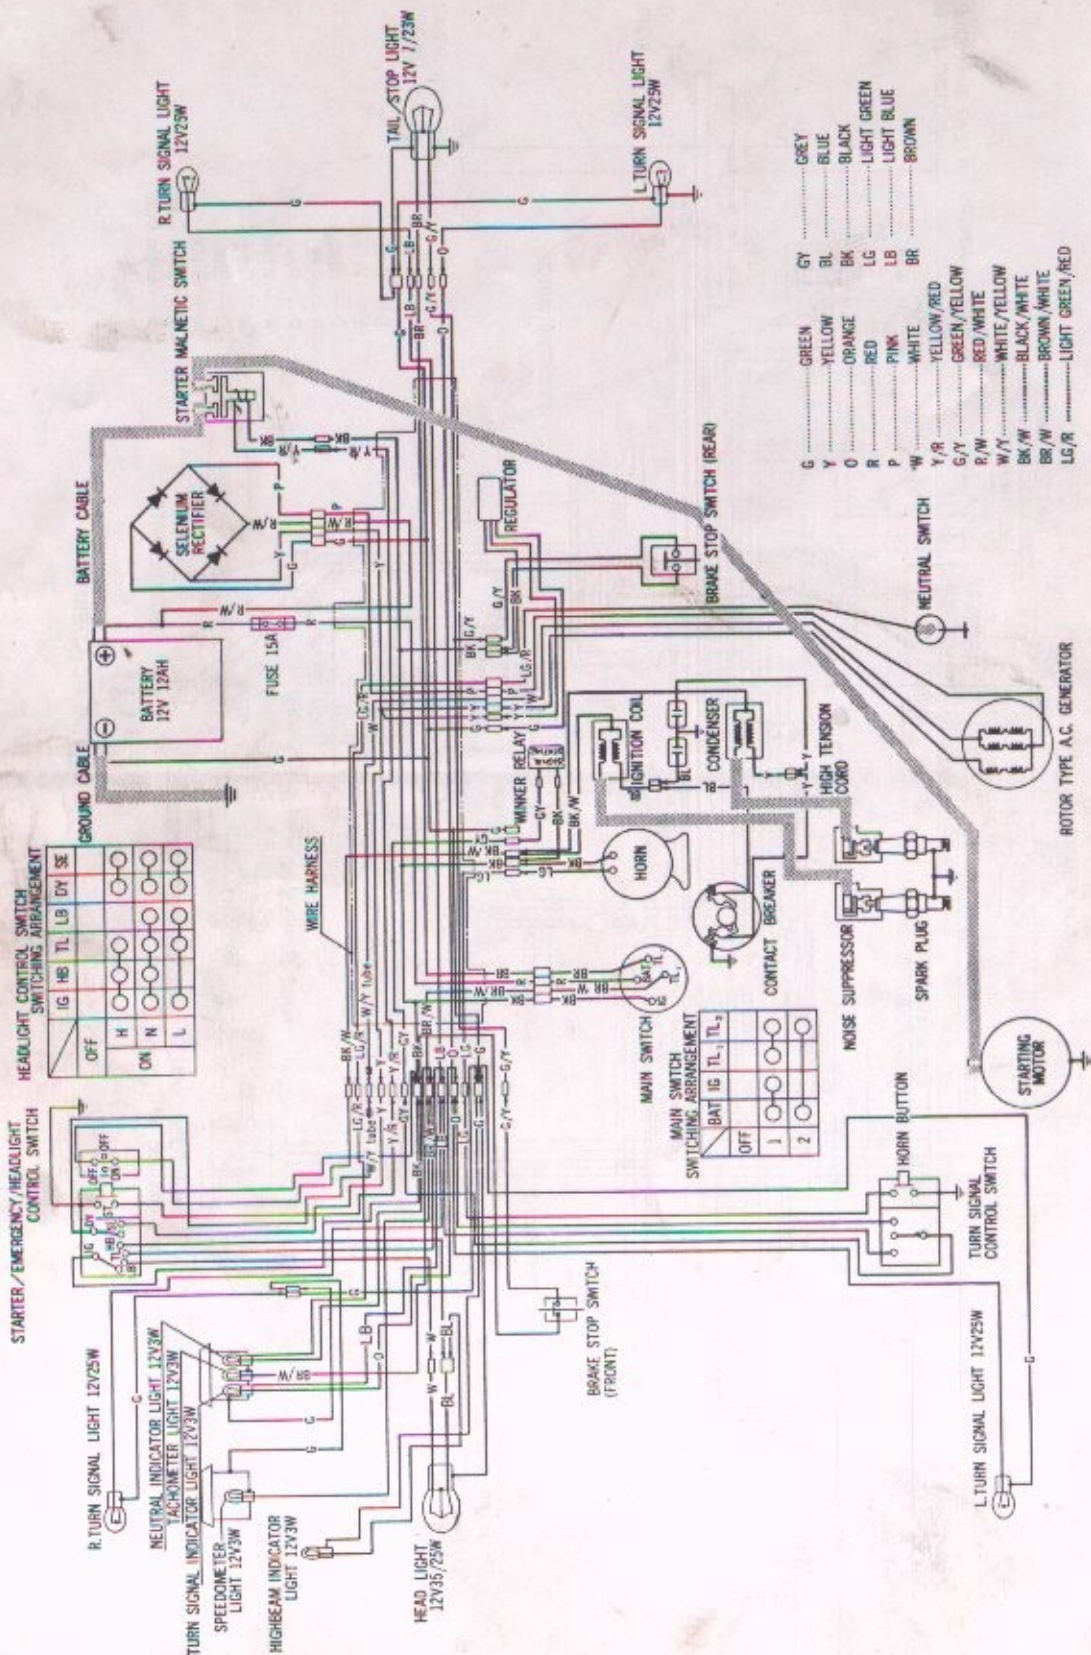 R.TURN SIGNAL LIGHT
12V25W
TAIL/STOP LIGHT
12V 7/23W
L.TURN SIGNAL LIGHT
12V25W
STARTER MALNETIC SWITCH
BATTERY CABLE
SELENIUM
RECTIFIER
BATTERY
12V 12AH
FUSE 15A
GROUND CABLE
REGULATOR
BRAKE STOP SWITCH (REAR)
NEUTRAL SWITCH
ROTOR TYPE A.C. GENERATOR
G GREEN
Y YELLOW
O ORANGE
R RED
P PINK
W WHITE
Y/R YELLOW/RED
G/Y GREEN/YELLOW
R/W RED/WHITE
W/Y WHITE/YELLOW
BK/W BLACK/WHITE
BR/W BROWN/WHITE
LG/R LIGHT GREEN/RED
GY GREY
BL BLUE
BK BLACK
LG LIGHT GREEN
LB LIGHT BLUE
BR BROWN
HEADLIGHT CONTROL SWITCH
SWITCHING ARRANGEMENT
IG HB TL LB DY SE
OFF
ON
H
N
L
WIRE HARNESS
WINKER RELAY
IGNITION COIL
CONDENSER
HIGH TENSION
CORD
HORN
CONTACT BREAKER
NOISE SUPPRESSOR
SPARK PLUG
STARTING
MOTOR
MAIN SWITCH
MAIN SWITCH
SWITCHING ARRANGEMENT
BAT IG TL₁ TL₂
OFF
1
2
STARTER/EMERGENCY/HEADLIGHT
CONTROL SWITCH
HORN BUTTON
TURN SIGNAL
CONTROL SWITCH
BRAKE STOP SWITCH
(FRONT)
R.TURN SIGNAL LIGHT 12V25W
NEUTRAL INDICATOR LIGHT 12V3W
TACHOMETER LIGHT 12V3W
TURN SIGNAL INDICATOR LIGHT 12V3W
SPEEDOMETER
LIGHT 12V3W
HIGHBEAM INDICATOR
LIGHT 12V3W
HEAD LIGHT
12V35/25W
L.TURN SIGNAL LIGHT 12V25W